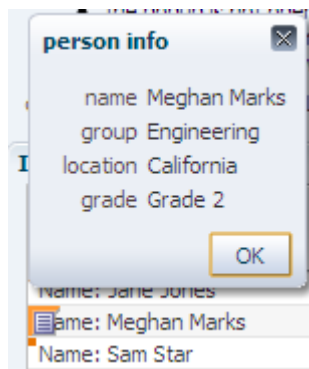 person info
name Meghan Marks
group Engineering
location California
grade Grade 2
OK
Name: Jane Jones
ame: Meghan Marks
Name: Sam Star